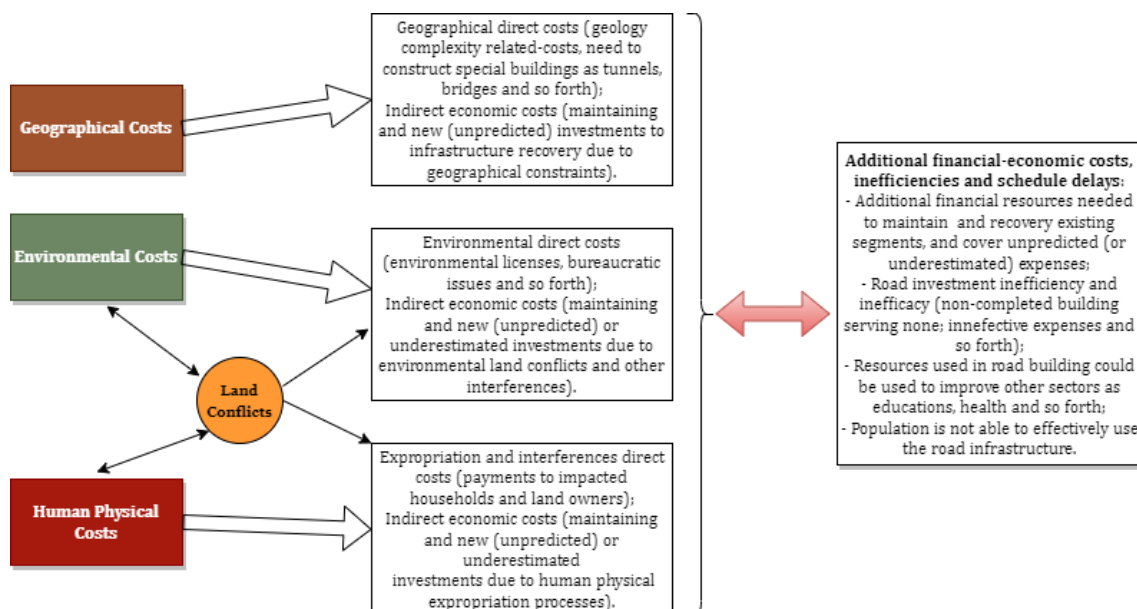 Geographical Costs
Geographical direct costs (geology
complexity related-costs, need to
construct special buildings as tunnels,
bridges and so forth);
Indirect economic costs (maintaining
and new (unpredicted) investments to
infrastructure recovery due to
geographical constraints).
Environmental Costs
Environmental direct costs
(environmental licenses, bureaucratic
issues and so forth);
Indirect economic costs (maintaining
and new (unpredicted) or
underestimated investments due to
environmental land conflicts and other
interferences).
Land
Conflicts
Human Physical
Costs
Expropriation and interferences direct
costs (payments to impacted
households and land owners);
Indirect economic costs (maintaining
and new (unpredicted) or
underestimated
investments due to human physical
expropriation processes).
Additional financial-economic costs,
inefficiencies and schedule delays:
- Additional financial resources needed
to maintain and recovery existing
segments, and cover unpredicted (or
underestimated) expenses;
- Road investment inefficiency and
inefficacy (non-completed building
serving none; innefective expenses and
so forth);
- Resources used in road building could
be used to improve other sectors as
educations, health and so forth;
- Population is not able to effectively use
the road infrastructure.